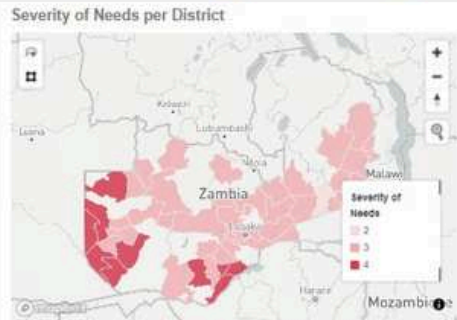 Severity of Needs per District
Kolwezi
Luana
Lubumbashi
Ndola
Malawi
Zambia
Lusaka
Severity of
Needs
2
3
4
Harare
Mozambique